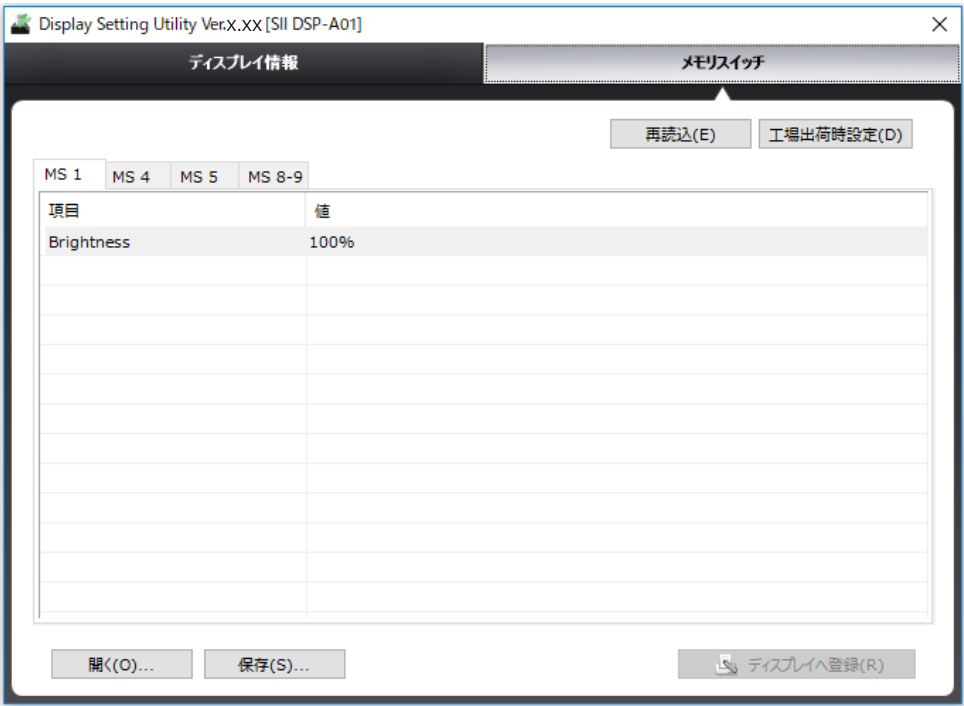 Display Setting Utility Ver.X.XX [SII DSP-A01]
ディスプレイ情報 メモリスイッチ
再読込(E) 工場出荷時設定(D)
MS 1 MS 4 MS 5 MS 8-9
項目 値
Brightness 100%
開く(O)... 保存(S)... ディスプレイへ登録(R)